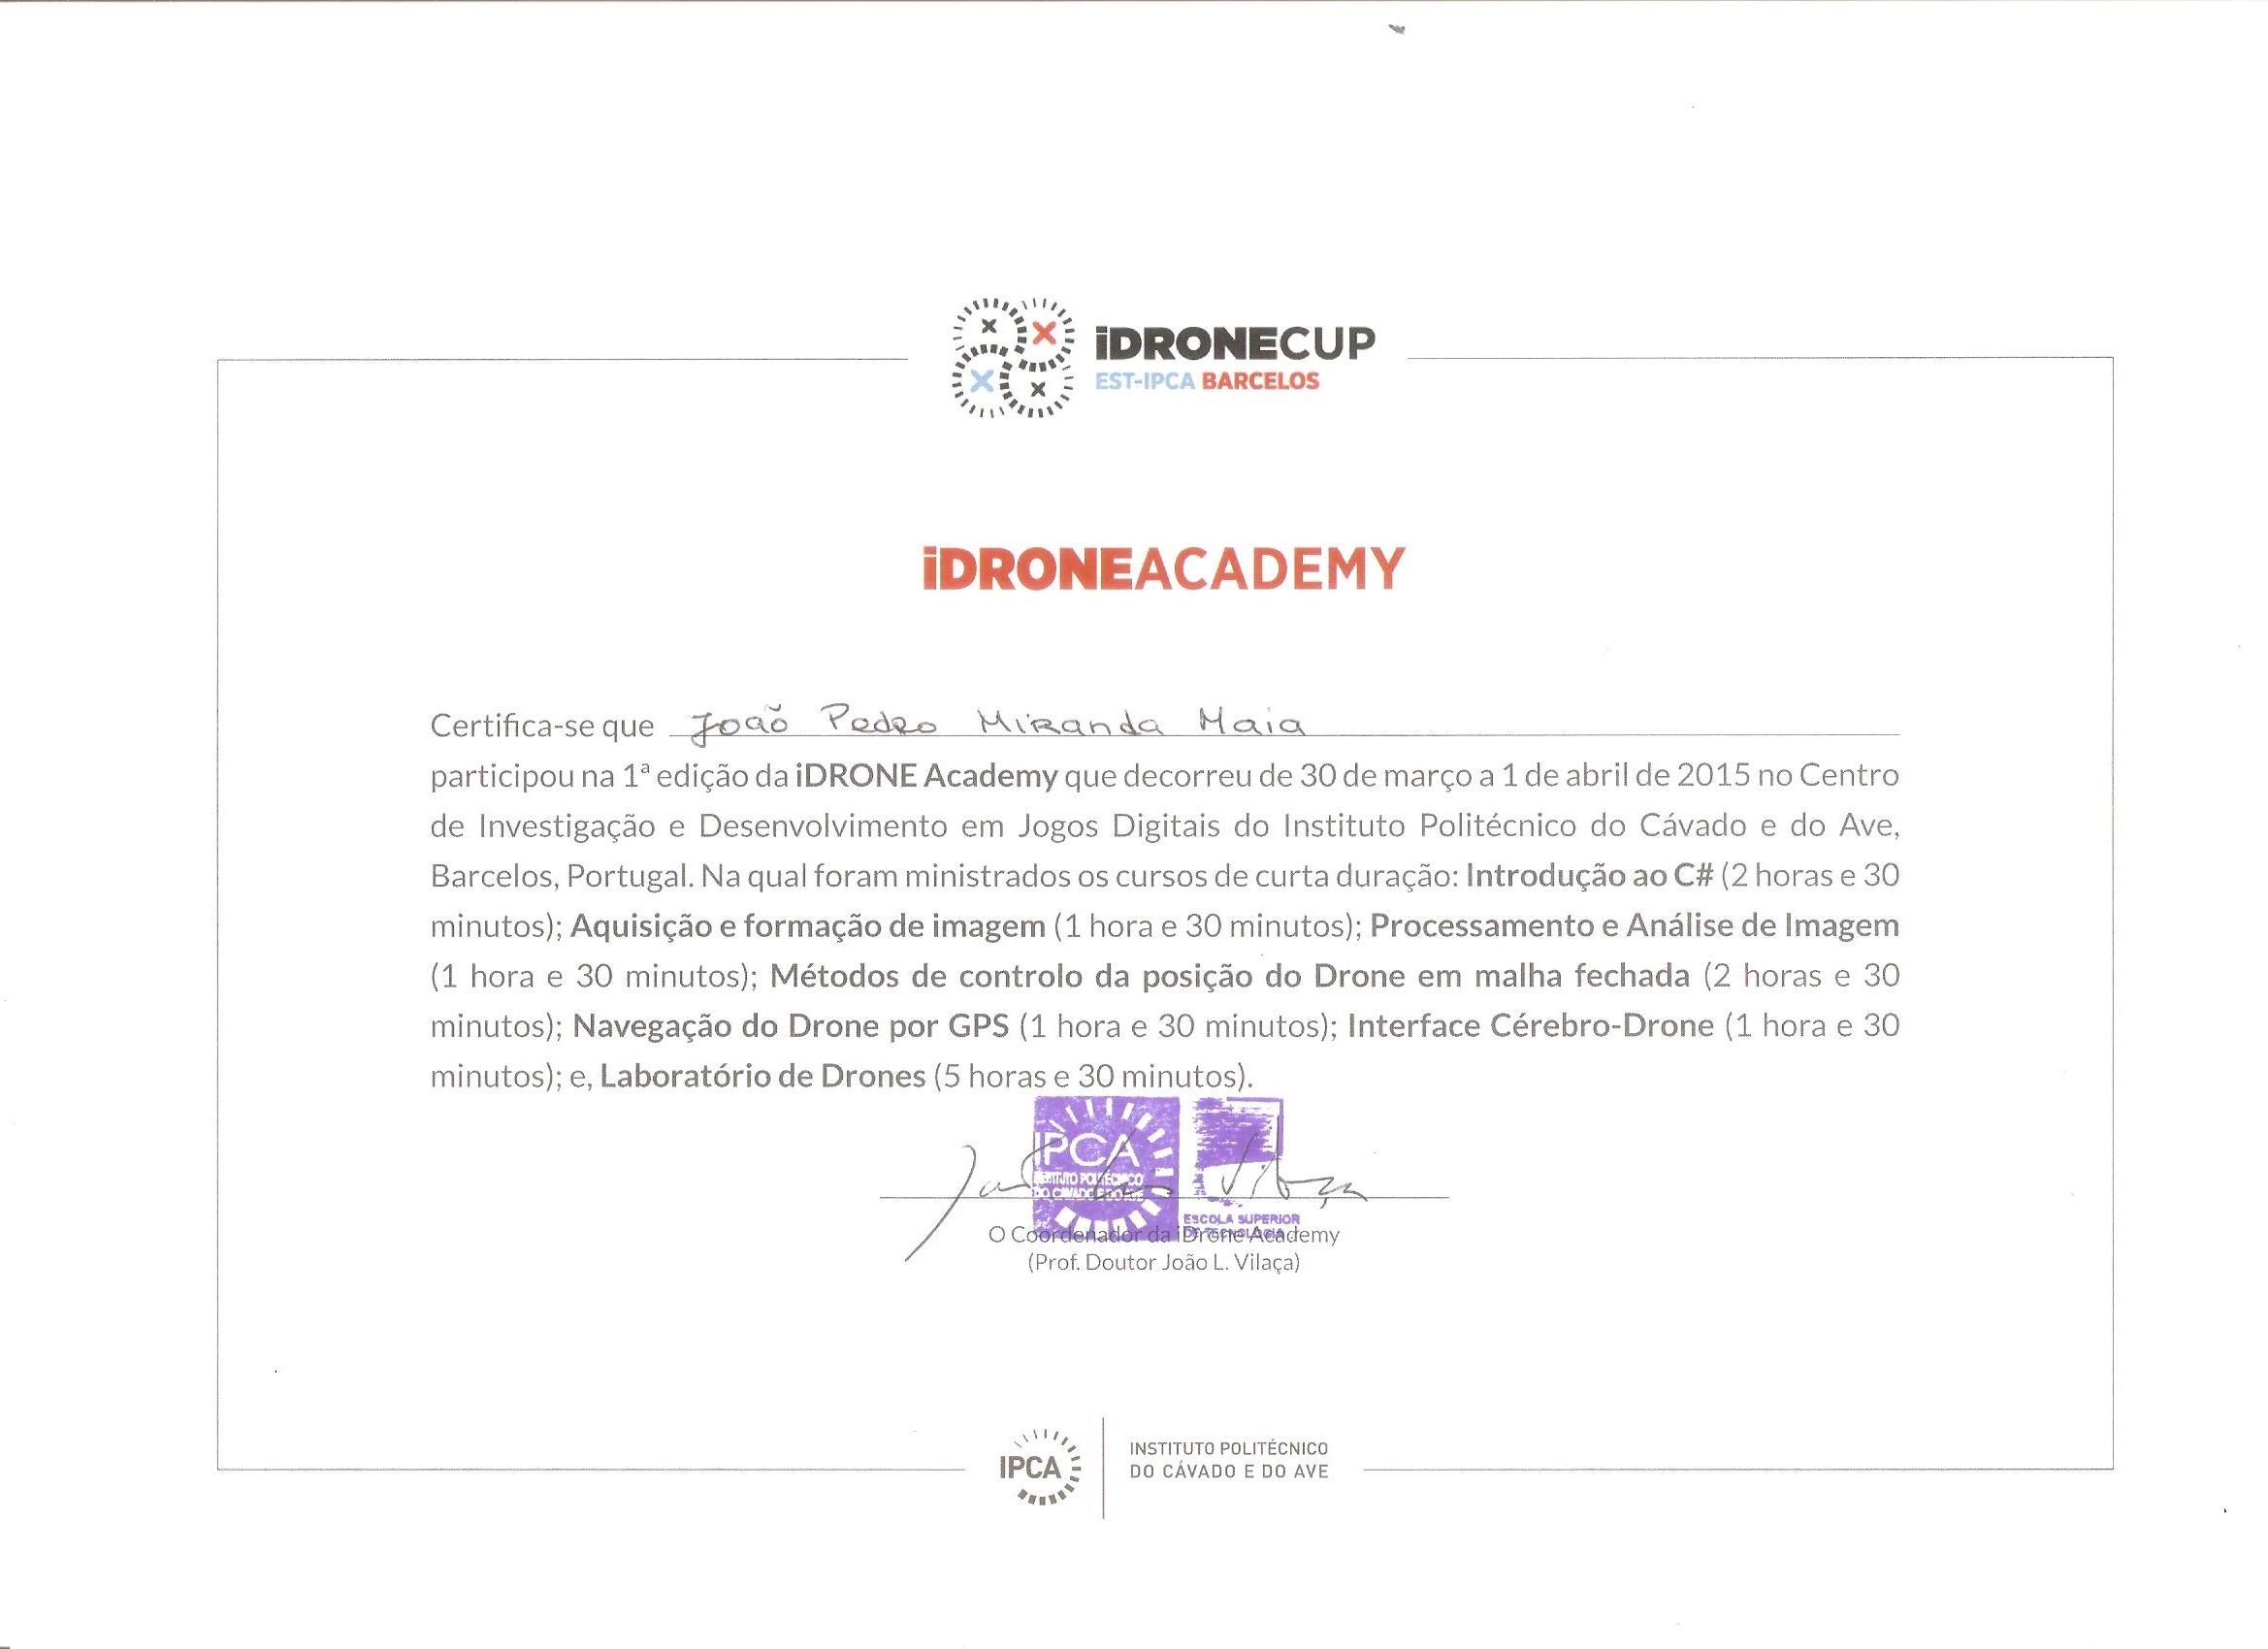 iDRONECUP
EST-IPCA BARCELOS
iDRONEACADEMY
Certifica-se que João Pedro Miranda Maia
participou na 1ª edição da iDRONE Academy que decorreu de 30 de março a 1 de abril de 2015 no Centro
de Investigação e Desenvolvimento em Jogos Digitais do Instituto Politécnico do Cávado e do Ave,
Barcelos, Portugal. Na qual foram ministrados os cursos de curta duração: Introdução ao C# (2 horas e 30
minutos); Aquisição e formação de imagem (1 hora e 30 minutos); Processamento e Análise de Imagem
(1 hora e 30 minutos); Métodos de controlo da posição do Drone em malha fechada (2 horas e 30
minutos); Navegação do Drone por GPS (1 hora e 30 minutos); Interface Cérebro-Drone (1 hora e 30
minutos); e, Laboratório de Drones (5 horas e 30 minutos).
IPCA
INSTITUTO POLITÉCNICO
DO CÁVADO E DO AVE
ESCOLA SUPERIOR
DE TECNOLOGIA
O Coordenador da iDrone Academy
(Prof. Doutor João L. Vilaça)
IPCA
INSTITUTO POLITÉCNICO
DO CÁVADO E DO AVE